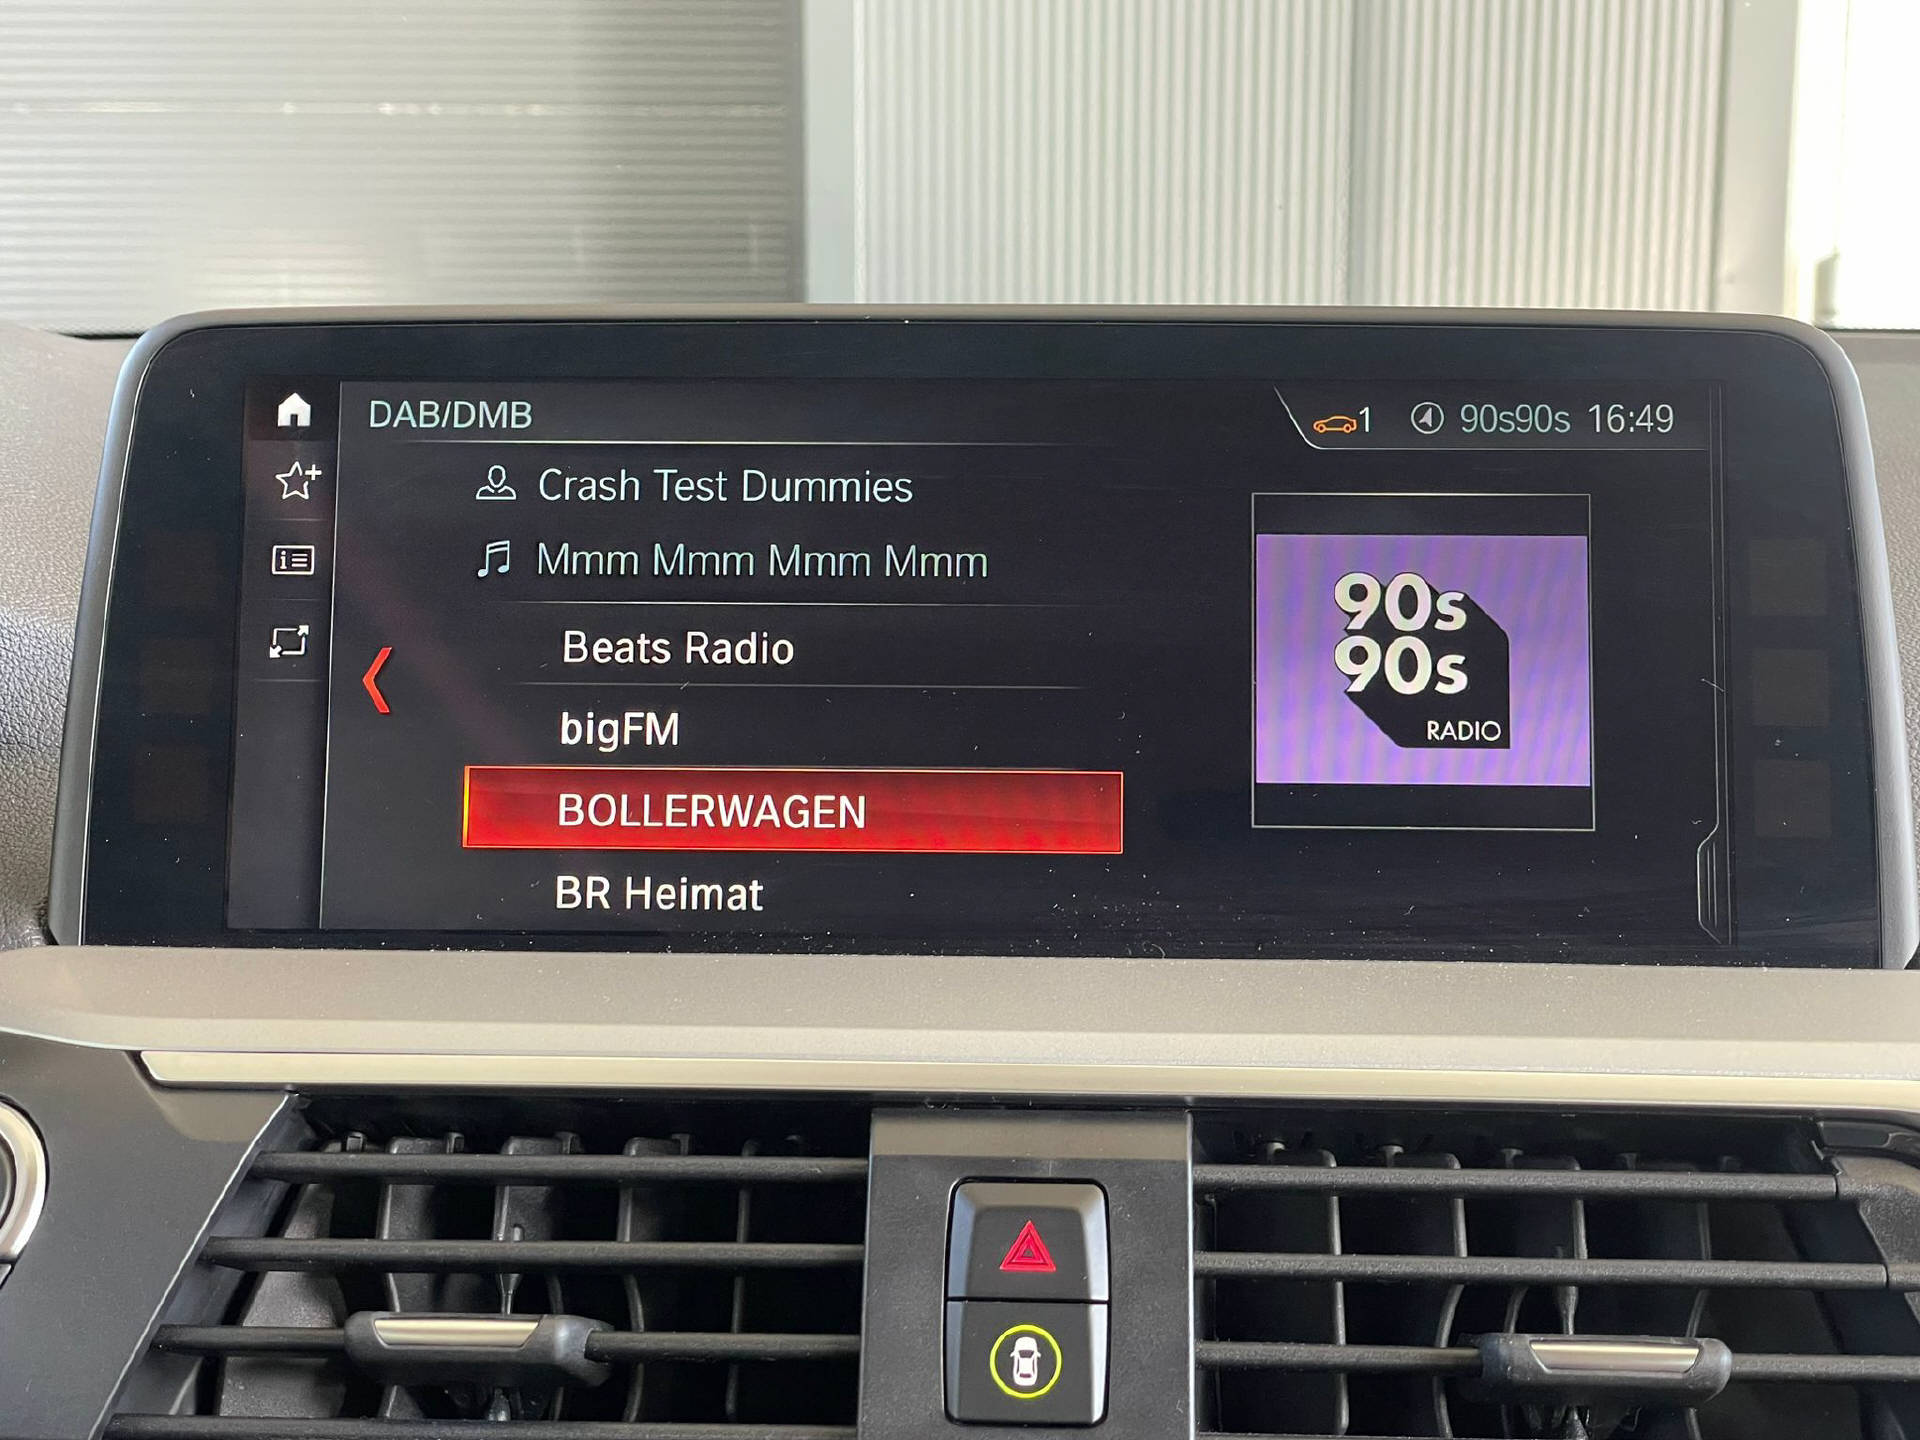 DAB/DMB
1 90s90s 16:49
Crash Test Dummies
Mmm Mmm Mmm Mmm
Beats Radio
bigFM
BOLLERWAGEN
BR Heimat
90s
90s
RADIO